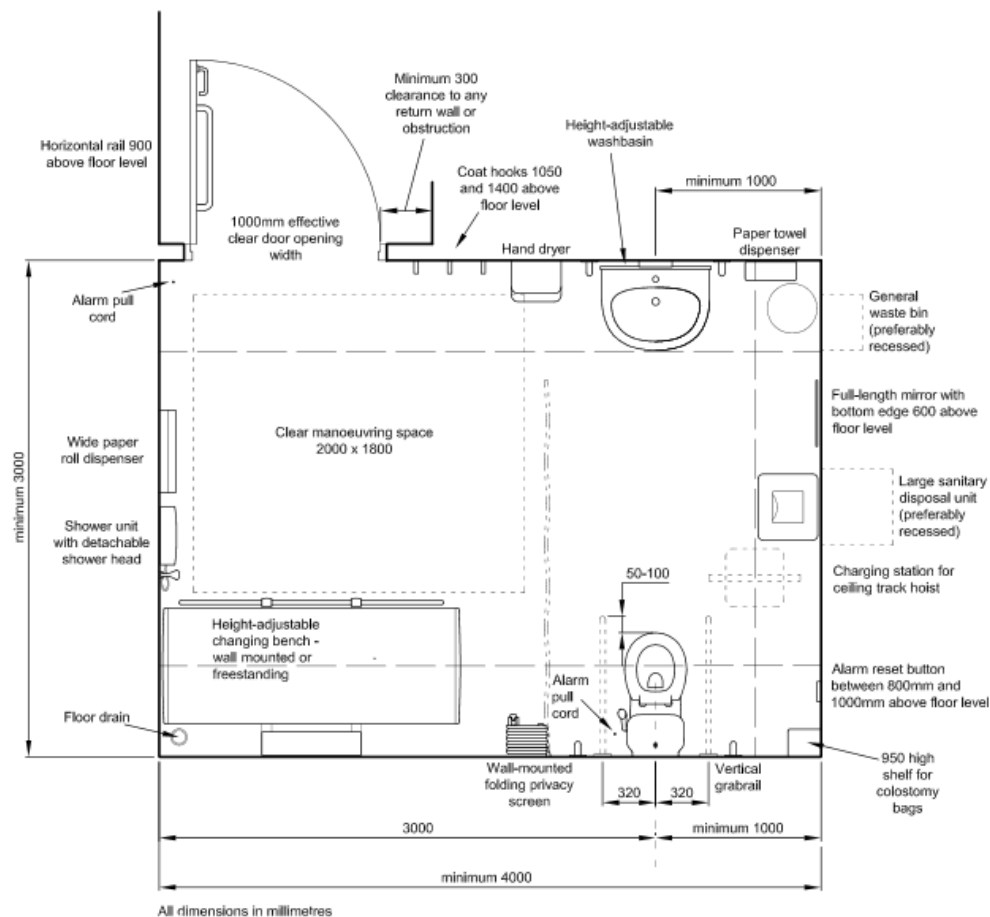 Minimum 300
clearance to any
return wall or
obstruction
Height-adjustable
washbasin
Horizontal rail 900
above floor level
Coat hooks 1050
and 1400 above
floor level
minimum 1000
1000mm effective
clear door opening
width
Hand dryer
Paper towel
dispenser
Alarm pull
cord
General
waste bin
(preferably
recessed)
Full-length mirror with
bottom edge 600 above
floor level
Clear manoeuvring space
2000 x 1800
Wide paper
roll dispenser
minimum 3000
Large sanitary
disposal unit
(preferably
recessed)
Shower unit
with detachable
shower head
50-100
Charging station for
ceiling track hoist
Height-adjustable
changing bench -
wall mounted or
freestanding
Alarm
pull
cord
Alarm reset button
between 800mm and
1000mm above floor level
Floor drain
Wall-mounted
folding privacy
screen
320
320
Vertical
grabrail
950 high
shelf for
colostomy
bags
3000
minimum 1000
minimum 4000
All dimensions in millimetres